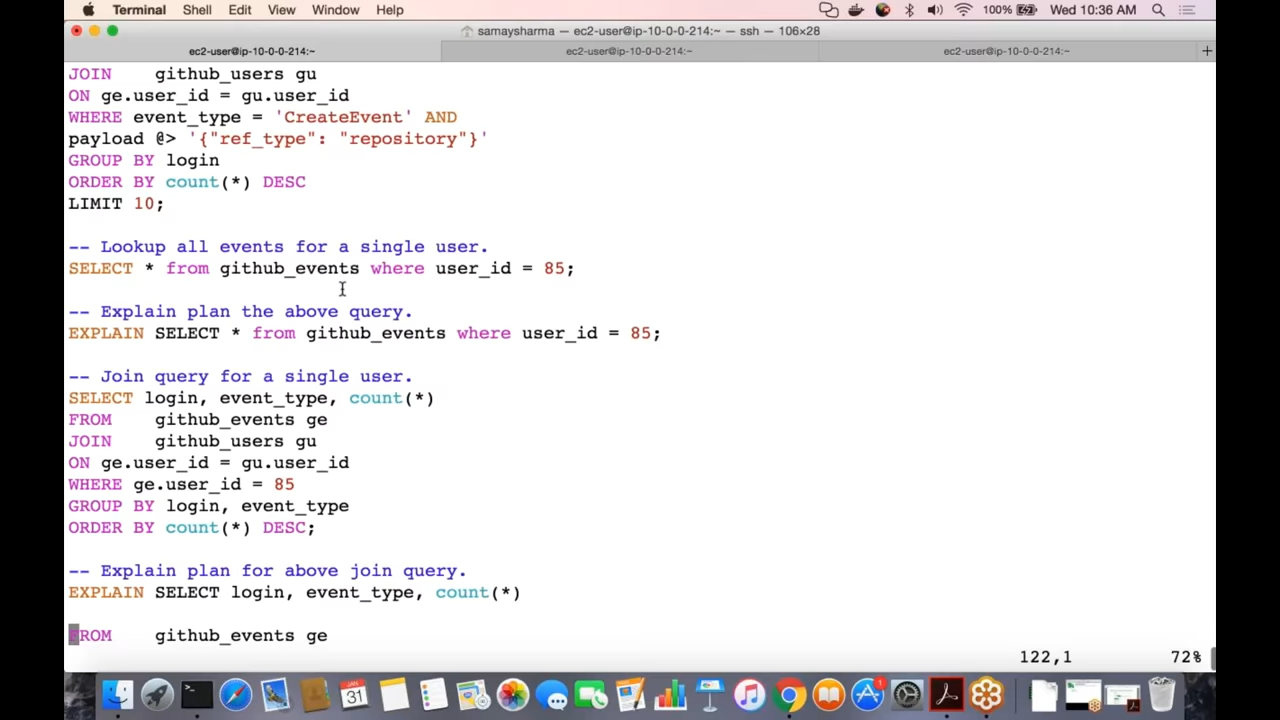 Terminal Shell Edit View Window Help 100% Wed 10:36 AM
samaysharma — ec2-user@ip-10-0-0-214:~ — ssh — 106×28
ec2-user@ip-10-0-0-214:~ ec2-user@ip-10-0-0-214:~ ec2-user@ip-10-0-0-214:~ +
JOIN    github_users gu
ON ge.user_id = gu.user_id
WHERE event_type = 'CreateEvent' AND
payload @> '{"ref_type": "repository"}'
GROUP BY login
ORDER BY count(*) DESC
LIMIT 10;
-- Lookup all events for a single user.
SELECT * from github_events where user_id = 85;
-- Explain plan the above query.
EXPLAIN SELECT * from github_events where user_id = 85;
-- Join query for a single user.
SELECT login, event_type, count(*)
FROM    github_events ge
JOIN    github_users gu
ON ge.user_id = gu.user_id
WHERE ge.user_id = 85
GROUP BY login, event_type
ORDER BY count(*) DESC;
-- Explain plan for above join query.
EXPLAIN SELECT login, event_type, count(*)
FROM    github_events ge
122,1 72%
JAN
31
1